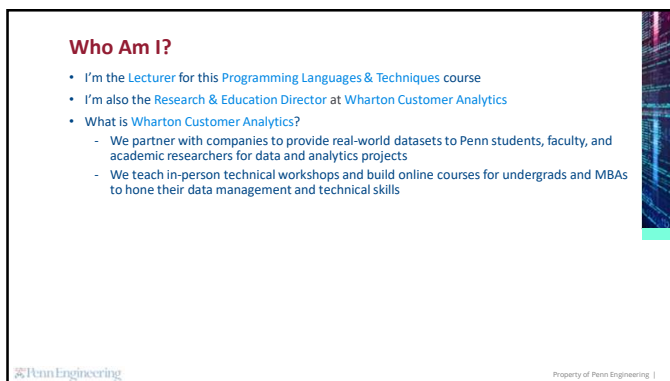 Who Am I?
• I'm the Lecturer for this Programming Languages & Techniques course
• I'm also the Research & Education Director at Wharton Customer Analytics
• What is Wharton Customer Analytics?
- We partner with companies to provide real-world datasets to Penn students, faculty, and
academic researchers for data and analytics projects
- We teach in-person technical workshops and build online courses for undergrads and MBAs
to hone their data management and technical skills
Penn Engineering
Property of Penn Engineering |